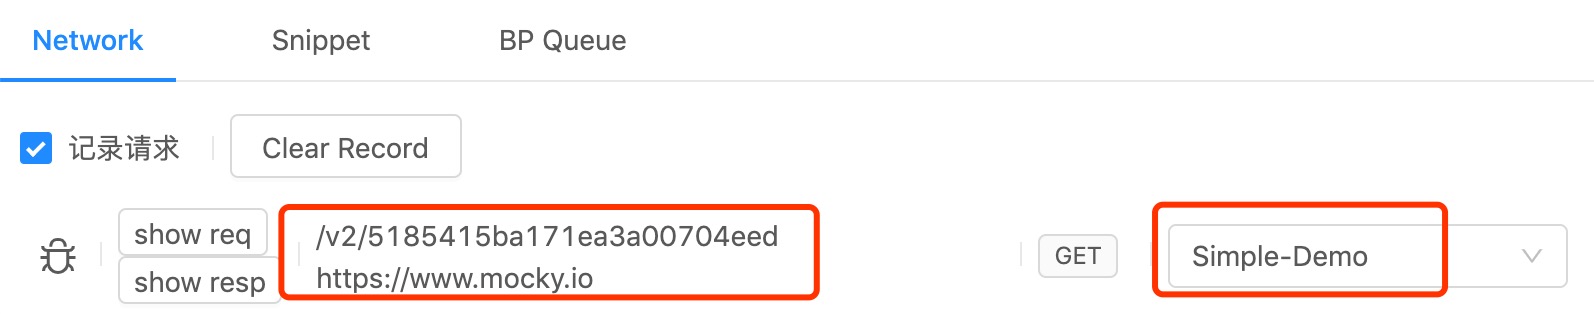 Network Snippet BP Queue
记录请求 Clear Record
show req /v2/5185415ba171ea3a00704eed
show resp https://www.mocky.io
GET Simple-Demo